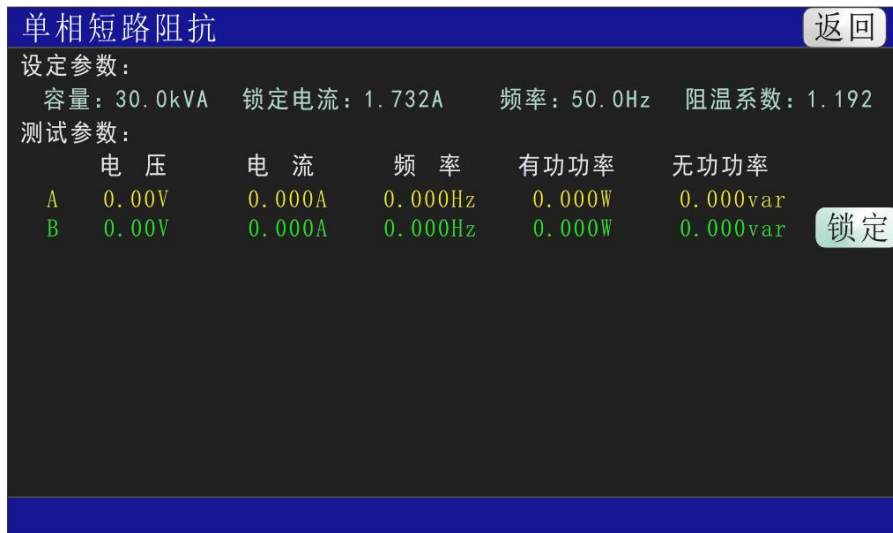 单相短路阻抗 返回
设定参数:
容量: 30.0kVA 锁定电流: 1.732A 频率: 50.0Hz 阻温系数: 1.192
测试参数:
电 压 电 流 频 率 有功功率 无功功率
A 0.00V 0.000A 0.000Hz 0.000W 0.000var
B 0.00V 0.000A 0.000Hz 0.000W 0.000var 锁定